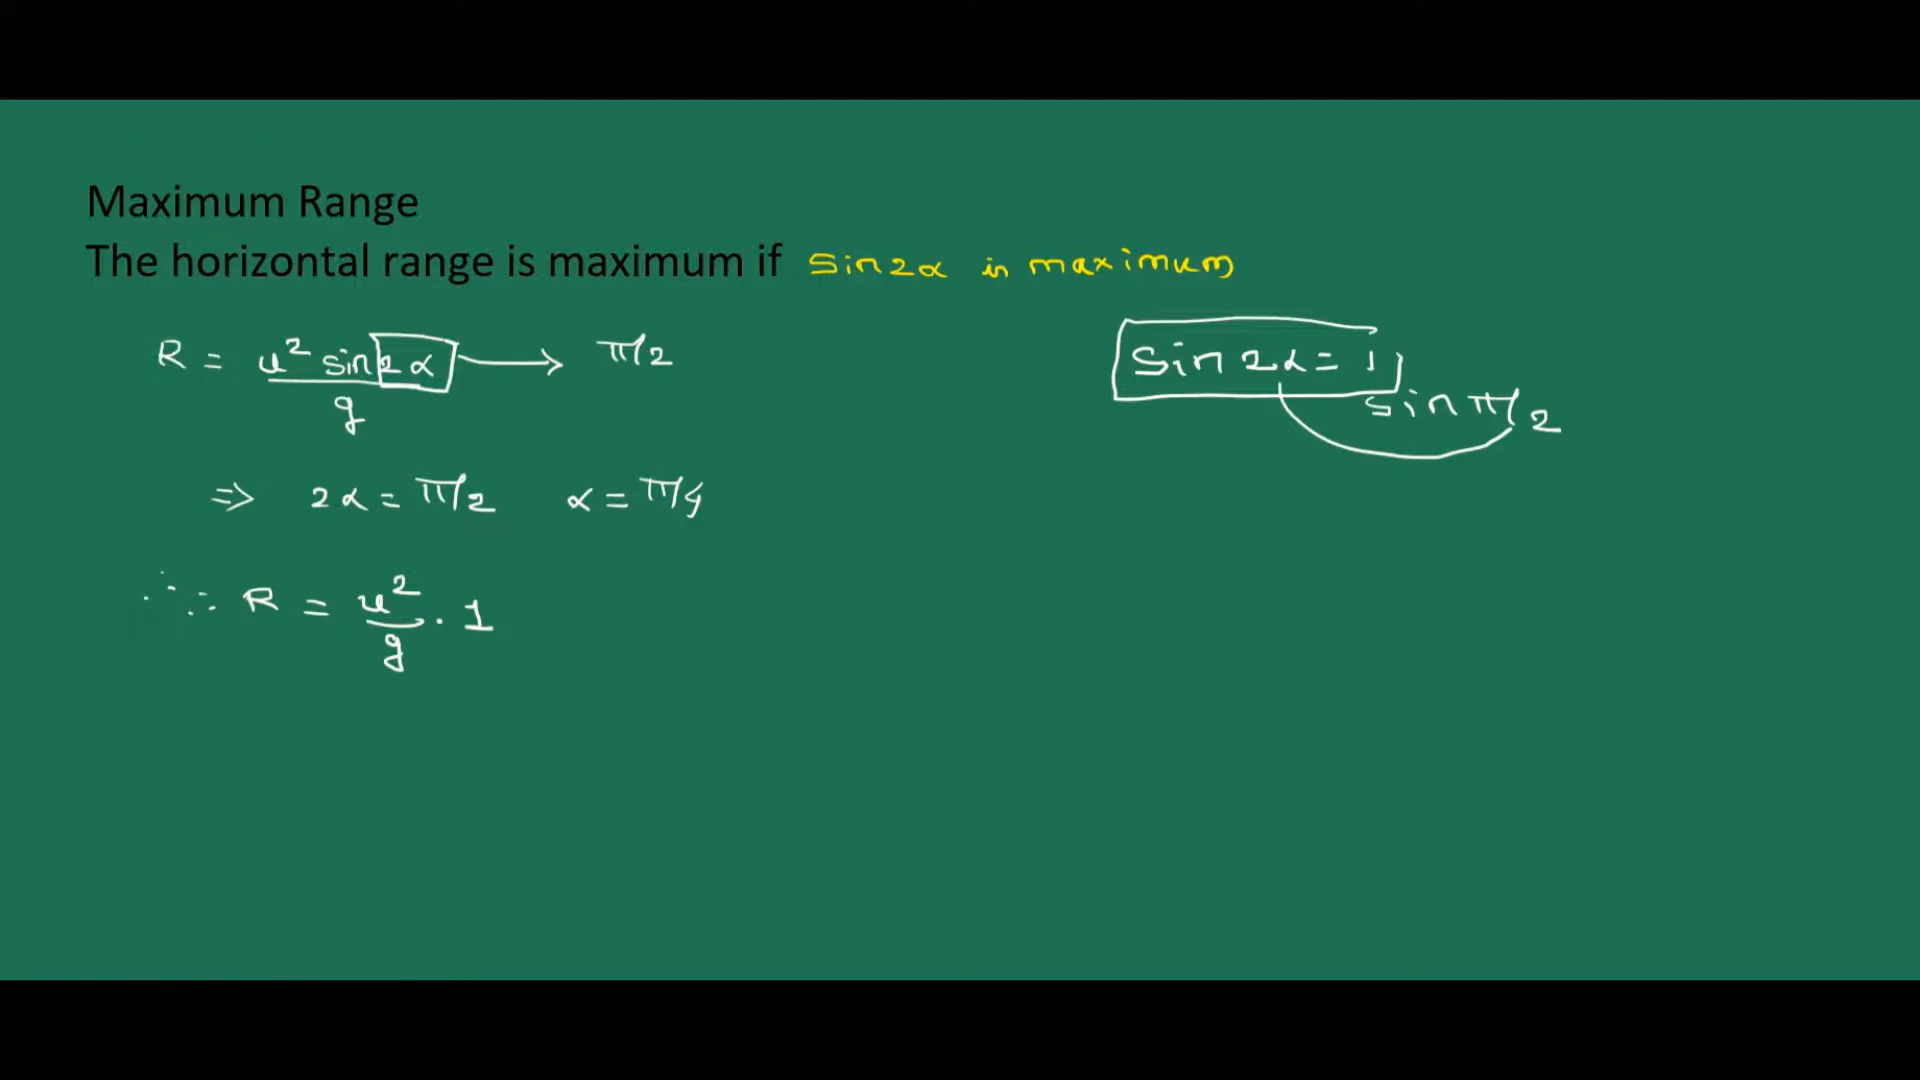 Maximum Range
The horizontal range is maximum if sin2α is maximum
R = u² sin2α / g → π/2
sin 2α = 1
sin π/2
⇒ 2α = π/2 α = π/4
∴ R = u²/g · 1